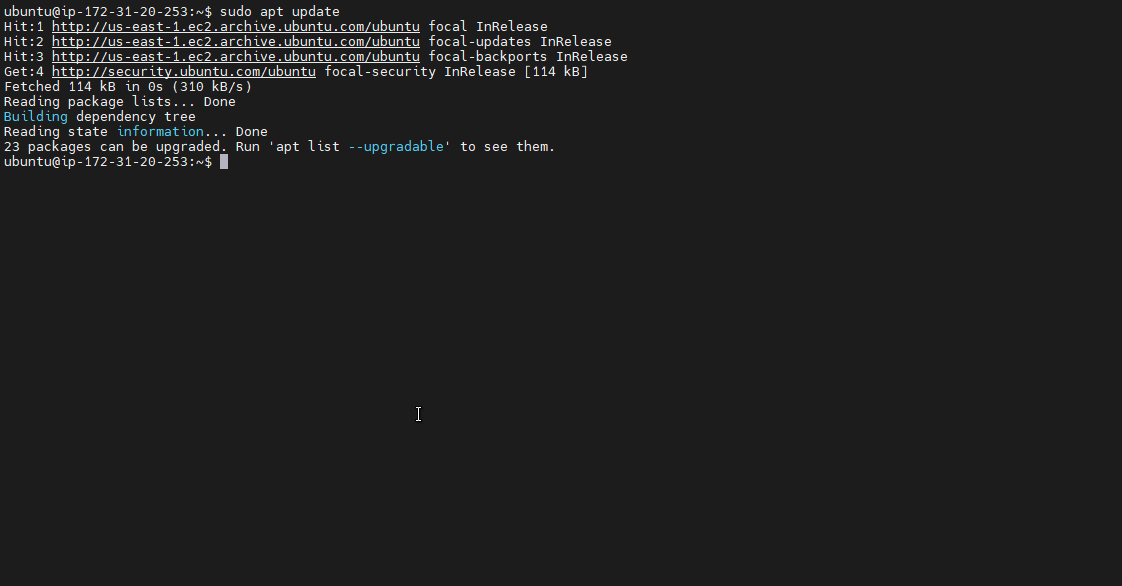 ubuntu@ip-172-31-20-253:~$ sudo apt update
Hit:1 http://us-east-1.ec2.archive.ubuntu.com/ubuntu focal InRelease
Hit:2 http://us-east-1.ec2.archive.ubuntu.com/ubuntu focal-updates InRelease
Hit:3 http://us-east-1.ec2.archive.ubuntu.com/ubuntu focal-backports InRelease
Get:4 http://security.ubuntu.com/ubuntu focal-security InRelease [114 kB]
Fetched 114 kB in 0s (310 kB/s)
Reading package lists... Done
Building dependency tree
Reading state information... Done
23 packages can be upgraded. Run 'apt list --upgradable' to see them.
ubuntu@ip-172-31-20-253:~$